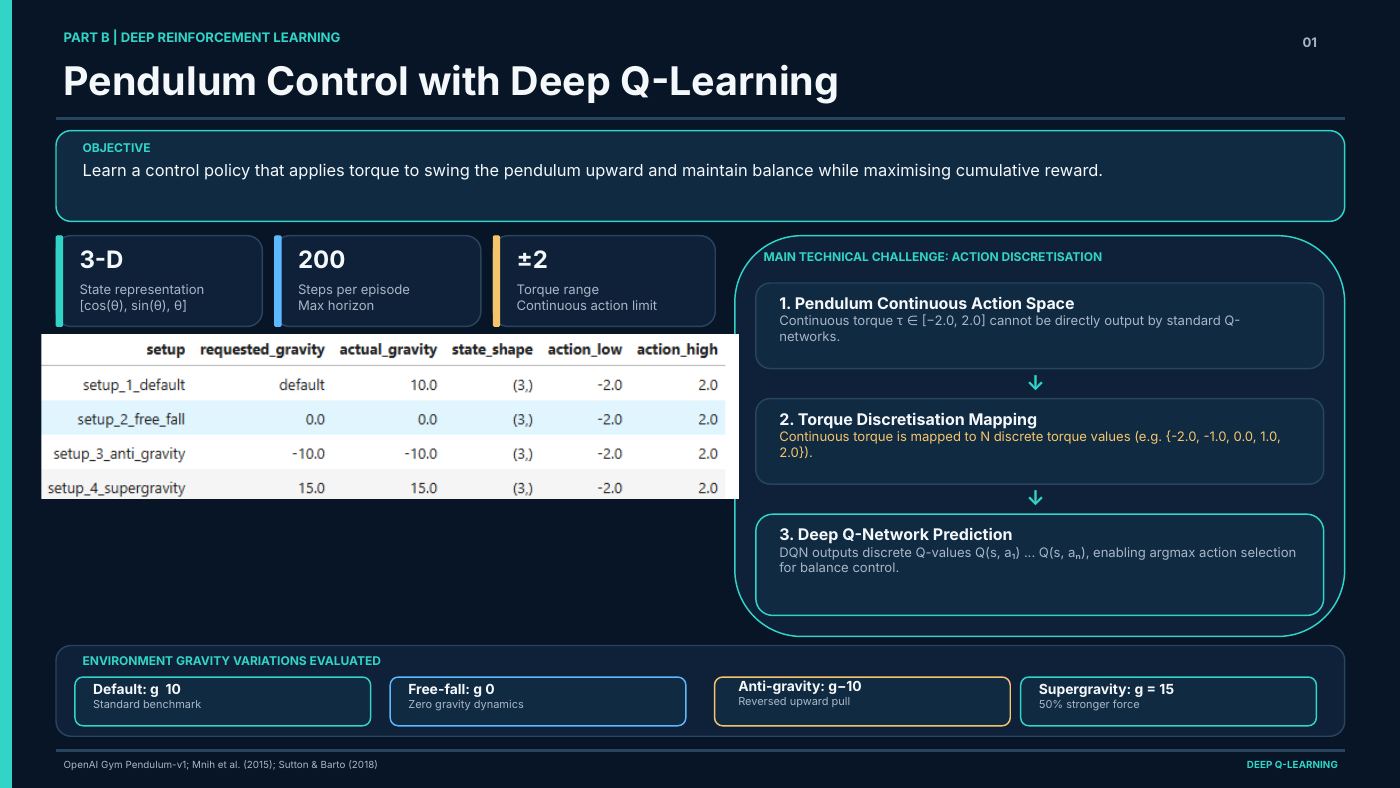 PART B | DEEP REINFORCEMENT LEARNING
01
Pendulum Control with Deep Q-Learning
OBJECTIVE
Learn a control policy that applies torque to swing the pendulum upward and maintain balance while maximising cumulative reward.
3-D
State representation
[cos(θ), sin(θ), θ]
200
Steps per episode
Max horizon
±2
Torque range
Continuous action limit
setup requested_gravity actual_gravity state_shape action_low action_high
setup_1_default default 10.0 (3,) -2.0 2.0
setup_2_free_fall 0.0 0.0 (3,) -2.0 2.0
setup_3_anti_gravity -10.0 -10.0 (3,) -2.0 2.0
setup_4_supergravity 15.0 15.0 (3,) -2.0 2.0
MAIN TECHNICAL CHALLENGE: ACTION DISCRETISATION
1. Pendulum Continuous Action Space
Continuous torque τ ∈ [−2.0, 2.0] cannot be directly output by standard Q-
networks.
↓
2. Torque Discretisation Mapping
Continuous torque is mapped to N discrete torque values (e.g. {-2.0, -1.0, 0.0, 1.0,
2.0}).
↓
3. Deep Q-Network Prediction
DQN outputs discrete Q-values Q(s, a₁) ... Q(s, aₙ), enabling argmax action selection
for balance control.
ENVIRONMENT GRAVITY VARIATIONS EVALUATED
Default: g  10
Standard benchmark
Free-fall: g 0
Zero gravity dynamics
Anti-gravity: g−10
Reversed upward pull
Supergravity: g = 15
50% stronger force
OpenAI Gym Pendulum-v1; Mnih et al. (2015); Sutton & Barto (2018)
DEEP Q-LEARNING